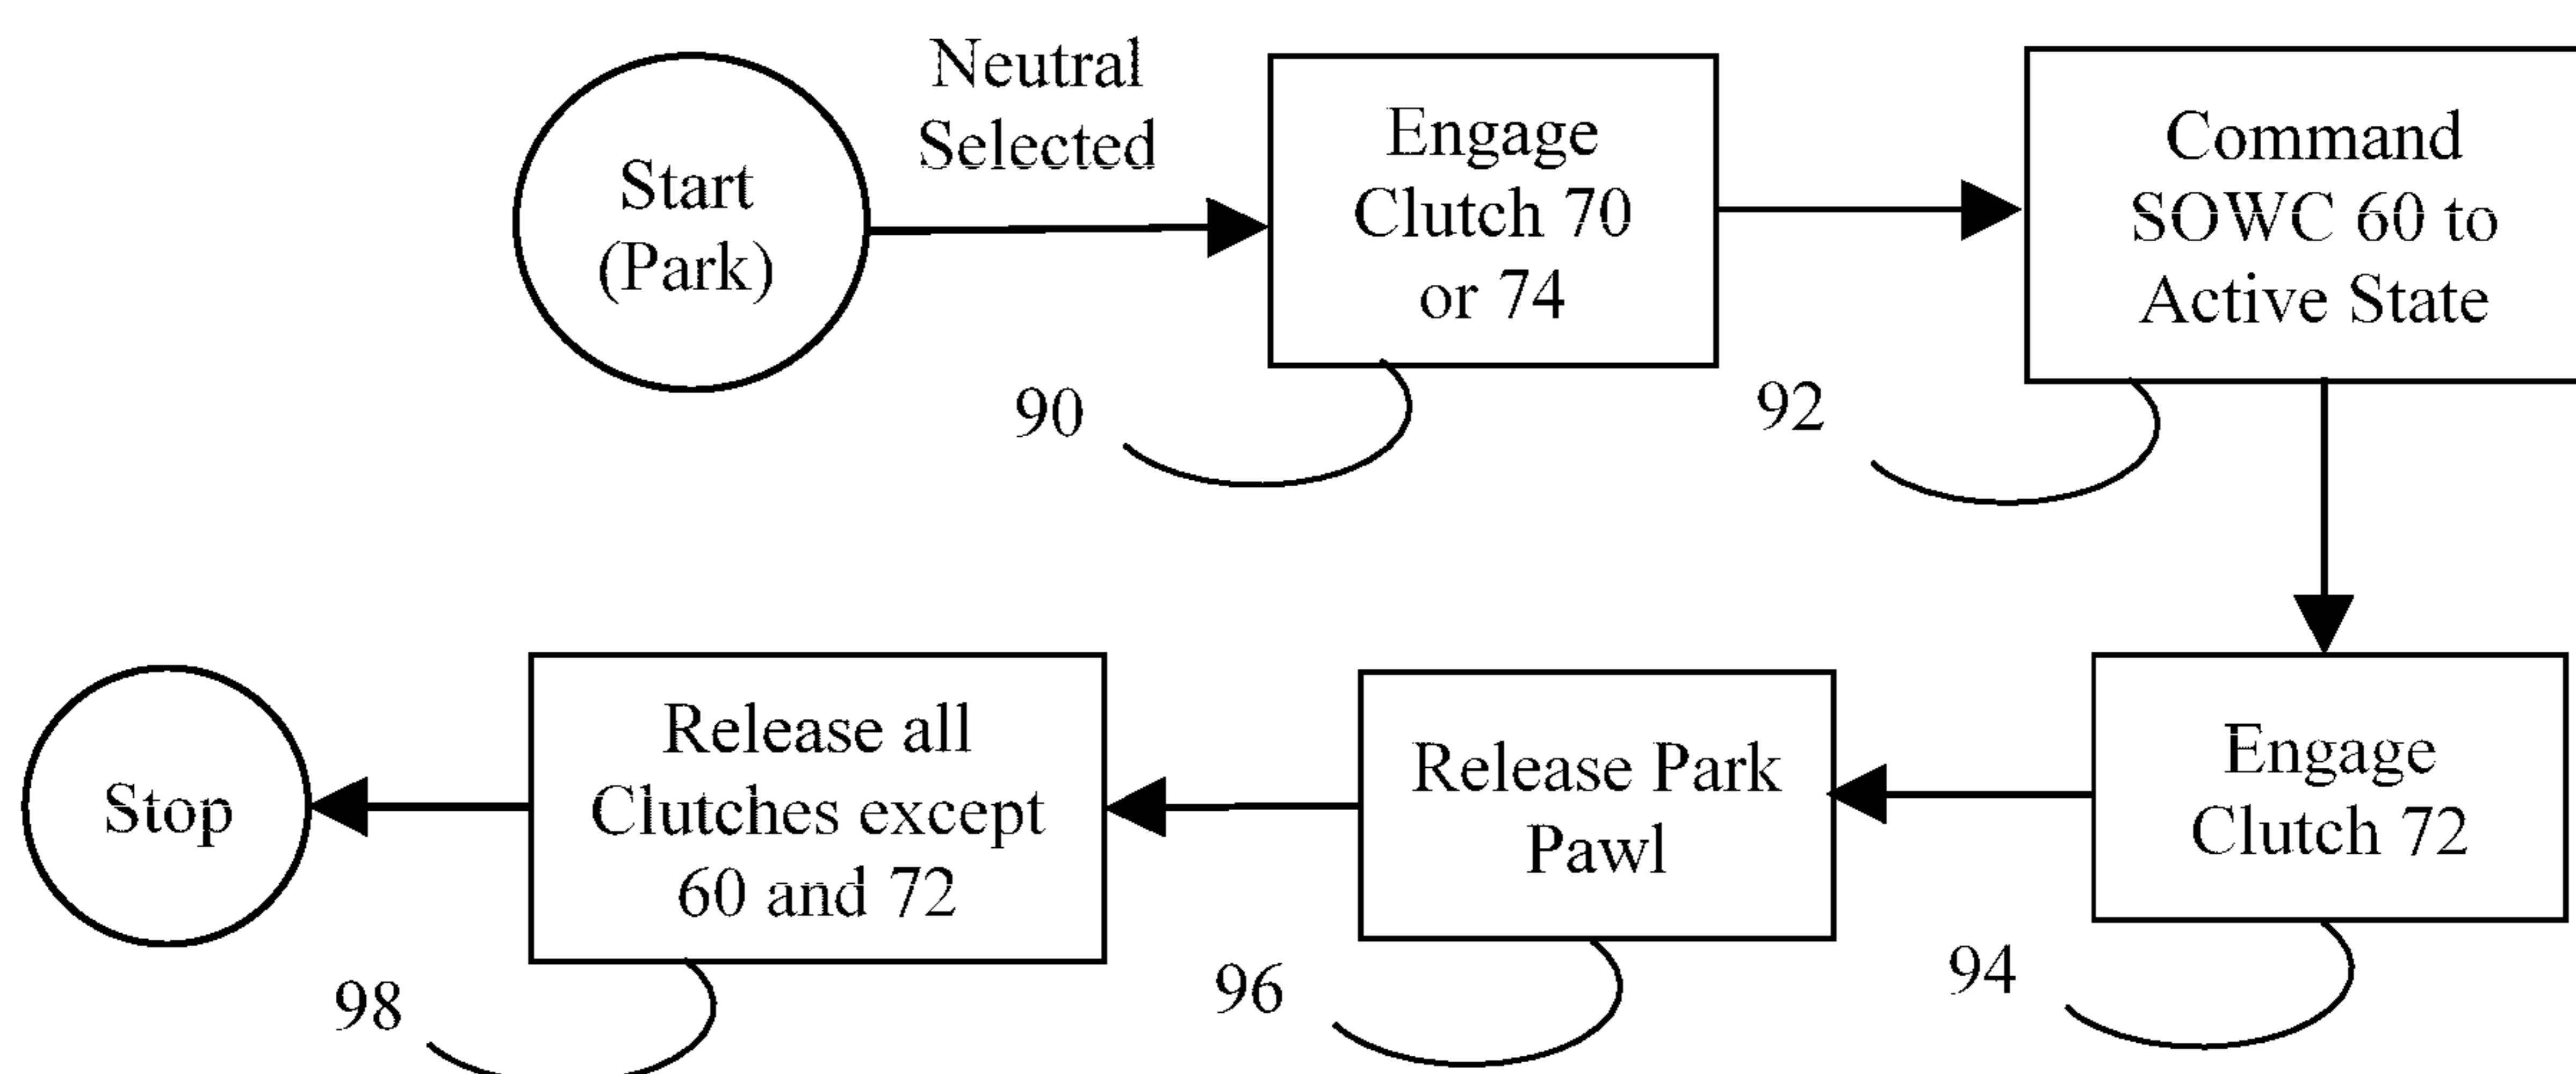 Start
(Park)
Neutral
Selected
Engage
Clutch 70
or 74
90
Command
SOWC 60 to
Active State
92
Engage
Clutch 72
94
Release Park
Pawl
96
Release all
Clutches except
60 and 72
98
Stop